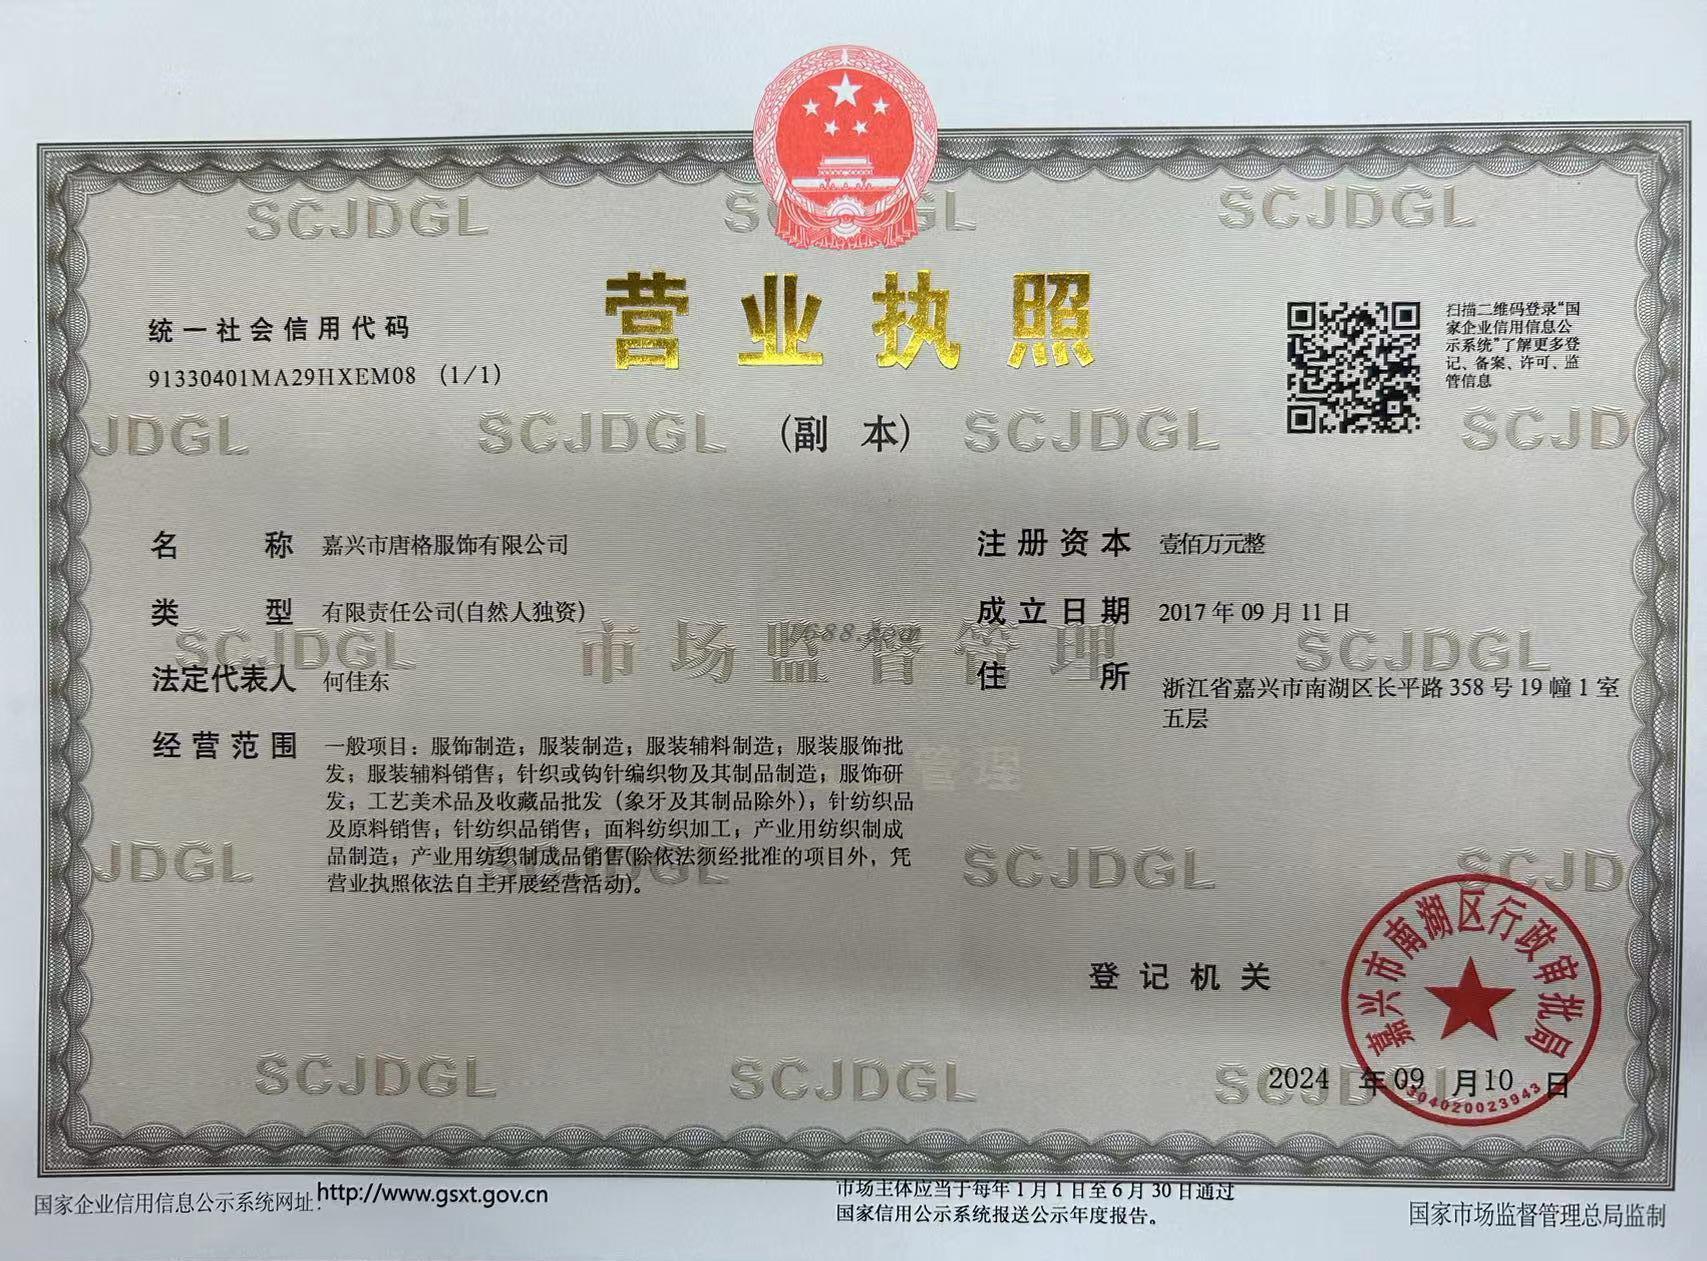 SCJDGL
SCJDGL
营业执照
统一社会信用代码
91330401MA29HXEM08 (1/1)
扫描二维码登录“国
家企业信用信息公
示系统”了解更多登
记、备案、许可、监
管信息
JDGL
SCJDGL
(副 本)
SCJDGL
SCJD
名称 嘉兴市唐格服饰有限公司
注册资本 壹佰万元整
类型 有限责任公司(自然人独资)
成立日期 2017年09月11日
SCJDGL
市场监督管理
SCJDGL
法定代表人 何佳东
住所 浙江省嘉兴市南湖区长平路358号19幢1室
五层
经营范围 一般项目：服饰制造；服装制造；服装辅料制造；服装服饰批
发；服装辅料销售；针织或钩针编织物及其制品制造；服饰研
发；工艺美术品及收藏品批发（象牙及其制品除外）；针纺织品
及原料销售；针纺织品销售；面料纺织加工；产业用纺织制成
品制造；产业用纺织制成品销售(除依法须经批准的项目外，凭
营业执照依法自主开展经营活动)。
管理
JDGL
SCJDGL
SCJD
登记机关
嘉兴市南湖区行政审批局
2024年09月10日
3304020023943
SCJDGL
SCJDGL
国家企业信用信息公示系统网址：http://www.gsxt.gov.cn
市场主体应当于每年1月1日至6月30日通过
国家信用公示系统报送公示年度报告。
国家市场监督管理总局监制